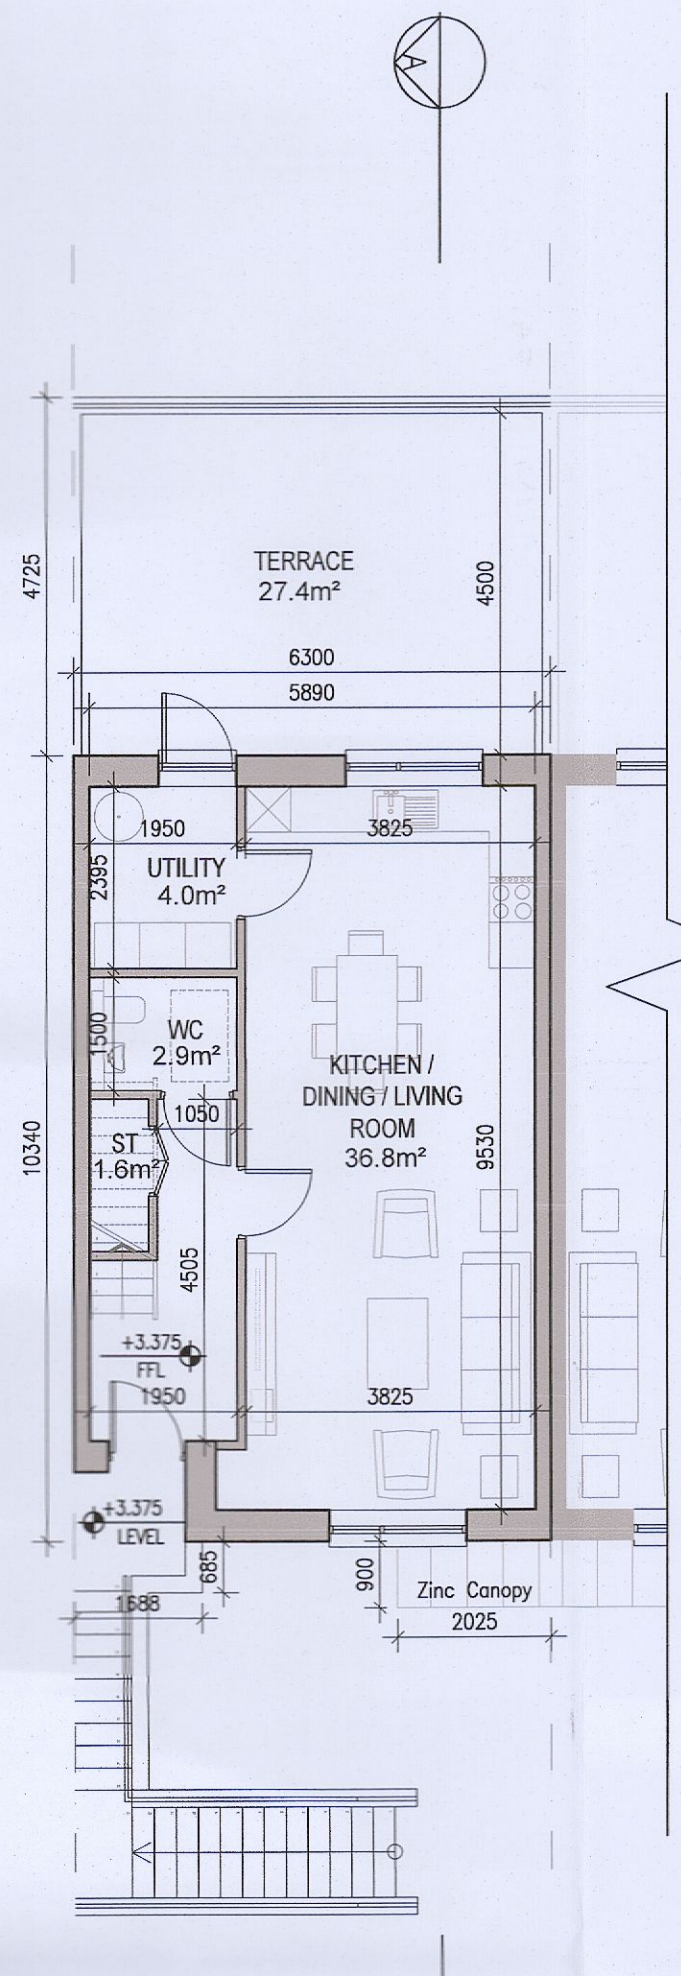 A
TERRACE
27.4m²
4725
4500
6300
5890
1950
3825
2395
UTILITY
4.0m²
1500
WC
2.9m²
KITCHEN /
DINING / LIVING
ROOM
36.8m²
1050
ST
1.6m²
10340
9530
4505
+3.375
FFL
1950
3825
+3.375
LEVEL
685
900
Zinc Canopy
1688
2025